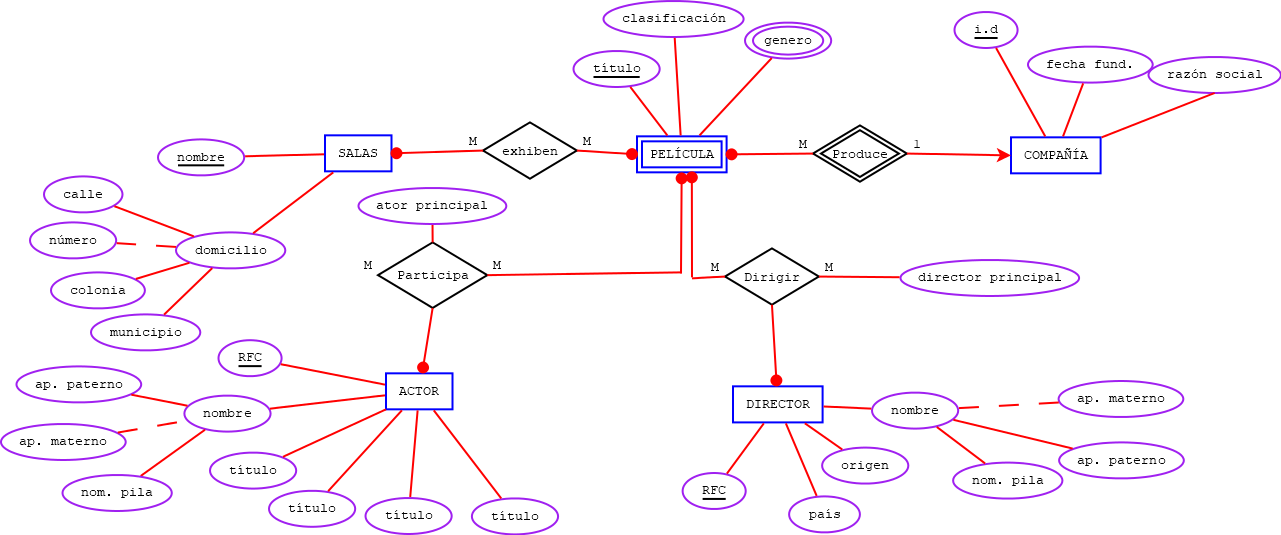 clasificación
i.d
genero
fecha fund.
título
razón social
M
M
M
1
nombre
SALAS
exhiben
PELÍCULA
Produce
COMPAÑÍA
calle
ator principal
número
domicilio
M
M
M
M
Participa
Dirigir
director principal
colonia
municipio
RFC
ap. paterno
ACTOR
nombre
DIRECTOR
nombre
ap. materno
ap. materno
título
origen
ap. paterno
nom. pila
RFC
nom. pila
título
título
título
país